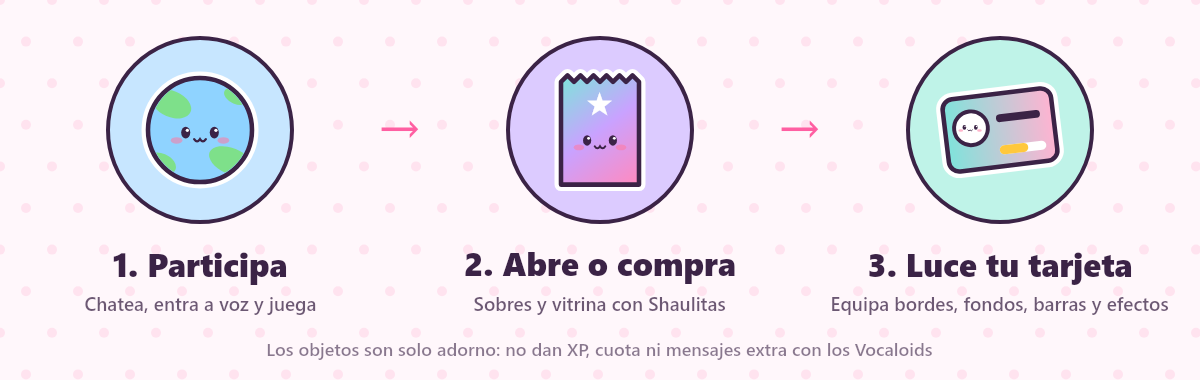 1. Participa
Chatea, entra a voz y juega
2. Abre o compra
Sobres y vitrina con Shaulitas
3. Luce tu tarjeta
Equipa bordes, fondos, barras y efectos
Los objetos son solo adorno: no dan XP, cuota ni mensajes extra con los Vocaloids